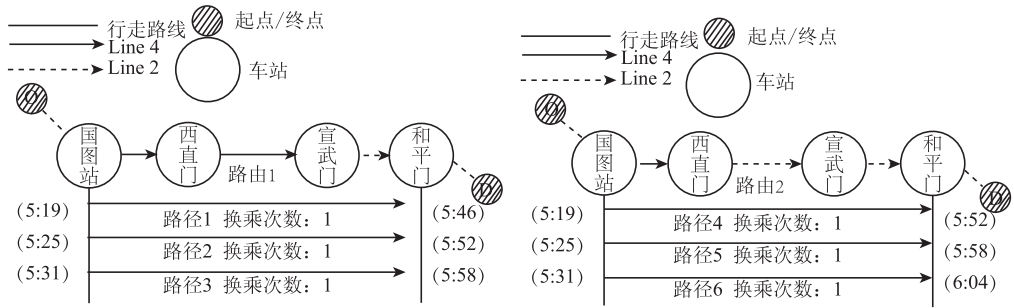 行走路线
Line 4
Line 2
起点/终点
车站
O
国图站
西直门
宣武门
和平门
D
路由1
(5:19)
路径1 换乘次数：1
(5:46)
(5:25)
路径2 换乘次数：1
(5:52)
(5:31)
路径3 换乘次数：1
(5:58)
行走路线
Line 4
Line 2
起点/终点
车站
O
国图站
西直门
宣武门
和平门
D
路由2
(5:19)
路径4 换乘次数：1
(5:52)
(5:25)
路径5 换乘次数：1
(5:58)
(5:31)
路径6 换乘次数：1
(6:04)